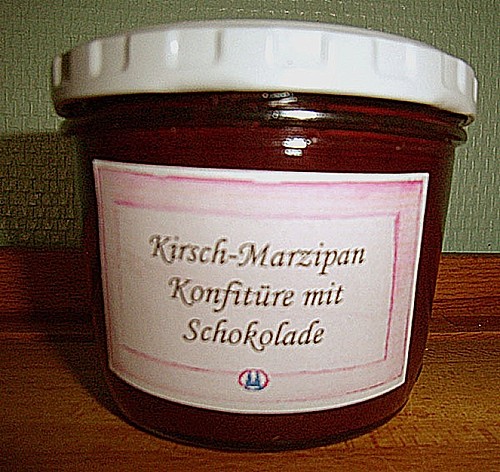 Kirsch-Marzipan
Konfitüre mit
Schokolade